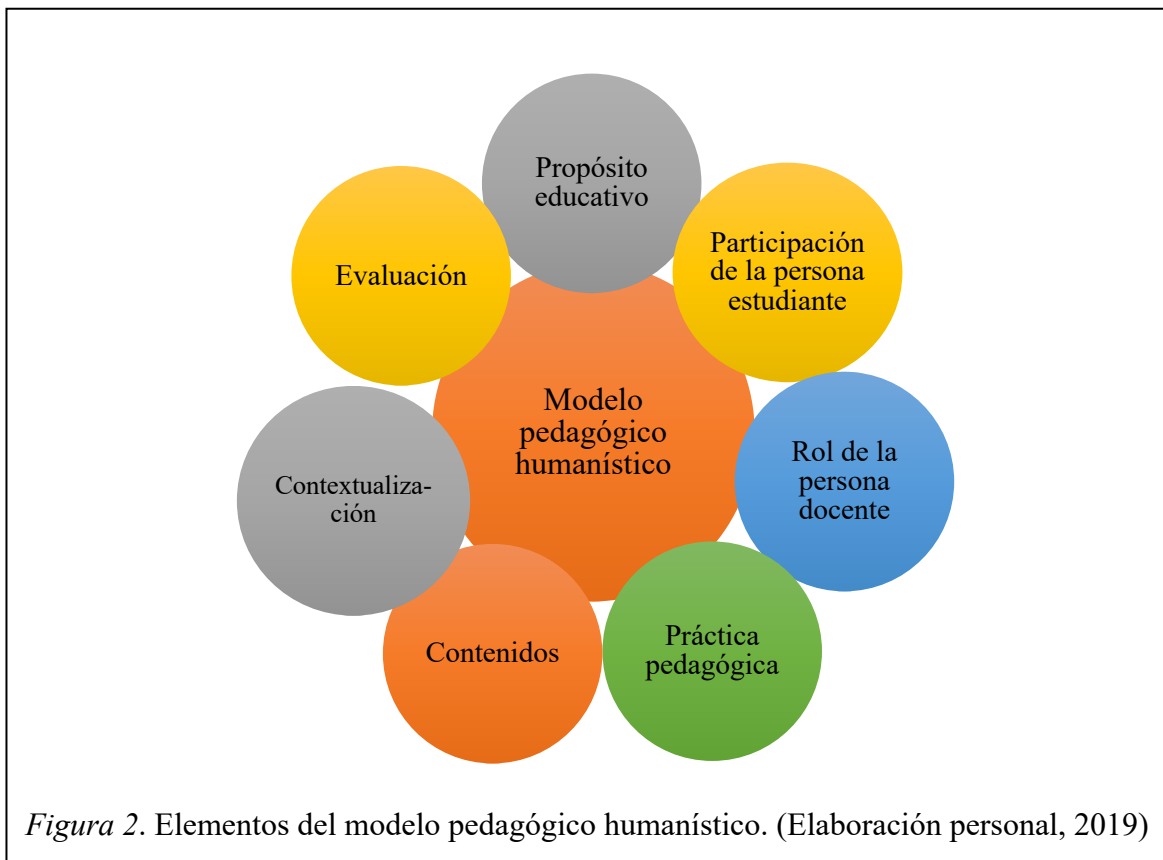 Propósito
educativo
Participación
de la persona
estudiante
Rol de la
persona
docente
Práctica
pedagógica
Contenidos
Contextualiza-
ción
Evaluación
Modelo
pedagógico
humanístico
Figura 2. Elementos del modelo pedagógico humanístico. (Elaboración personal, 2019)